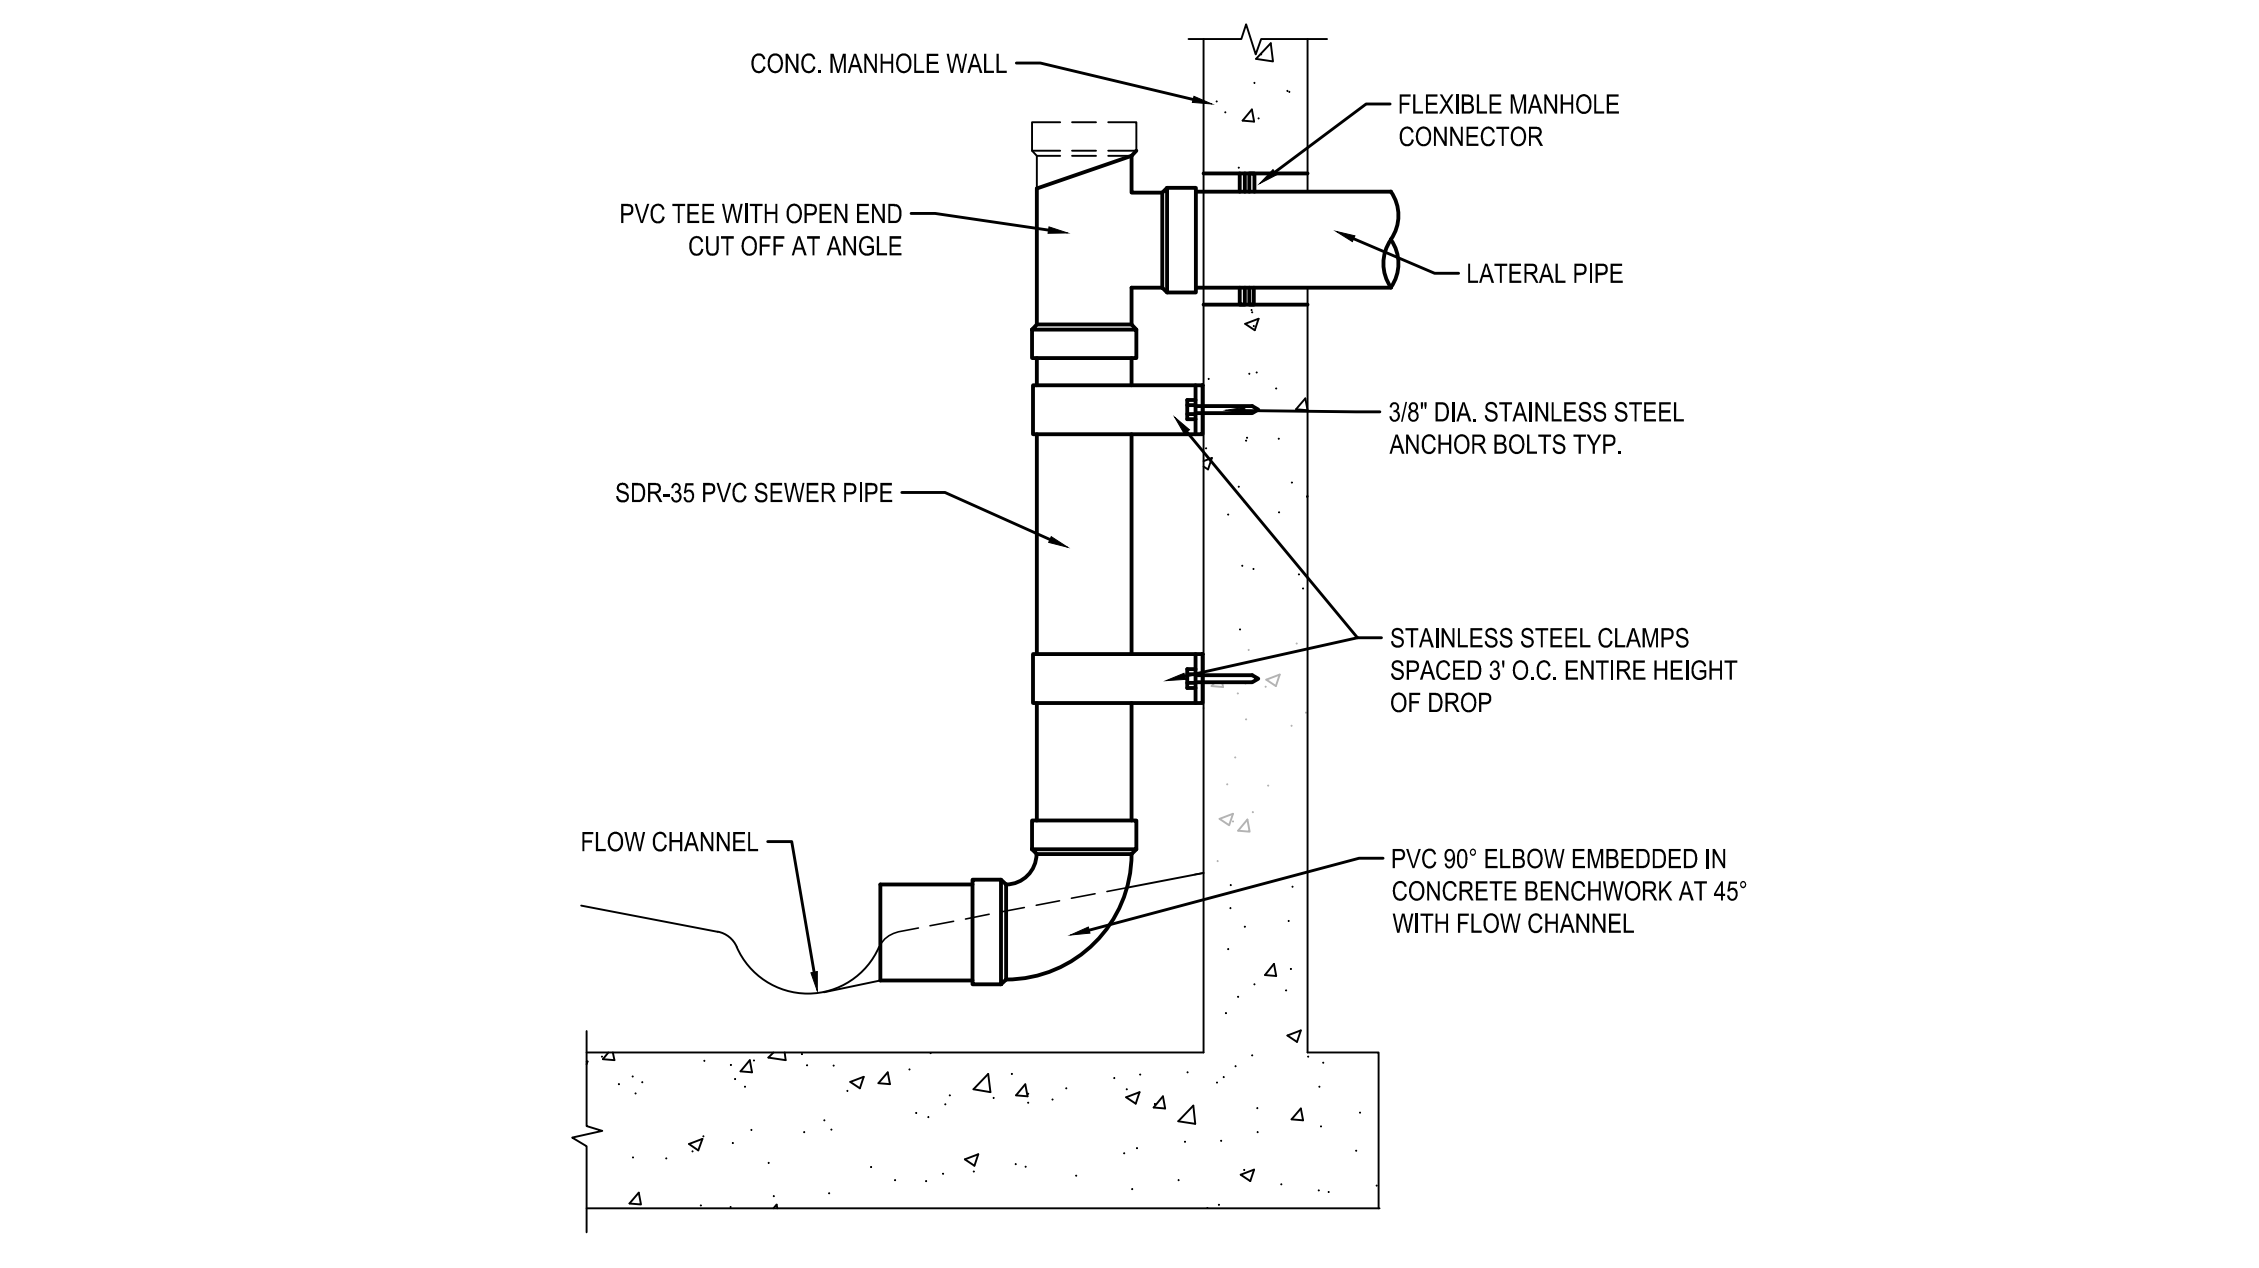 CONC. MANHOLE WALL
FLEXIBLE MANHOLE
CONNECTOR
PVC TEE WITH OPEN END
CUT OFF AT ANGLE
LATERAL PIPE
3/8" DIA. STAINLESS STEEL
ANCHOR BOLTS TYP.
SDR-35 PVC SEWER PIPE
STAINLESS STEEL CLAMPS
SPACED 3' O.C. ENTIRE HEIGHT
OF DROP
FLOW CHANNEL
PVC 90° ELBOW EMBEDDED IN
CONCRETE BENCHWORK AT 45°
WITH FLOW CHANNEL